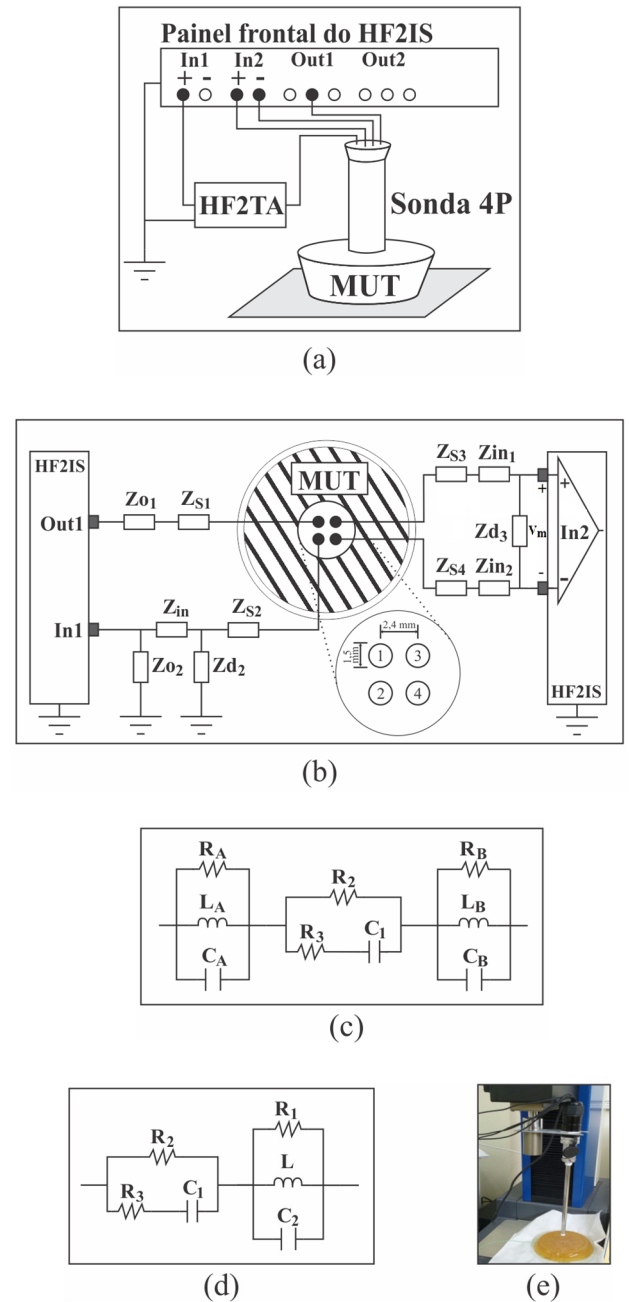 Painel frontal do HF2IS
In1 In2 Out1 Out2
+ - + -
HF2TA
Sonda 4P
MUT
(a)
HF2IS
Out1
In1
Zo1 ZS1
Zin ZS2
Zo2 Zd2
MUT
ZS3 Zin1
Zd3 Vm In2
+ +
- -
ZS4 Zin2
HF2IS
2,4 mm
1,5 mm
1 3
2 4
(b)
RA RB
R2
LA LB
R3 C1
CA CB
(c)
R1
R2
L
R3 C1
C2
(d)
(e)